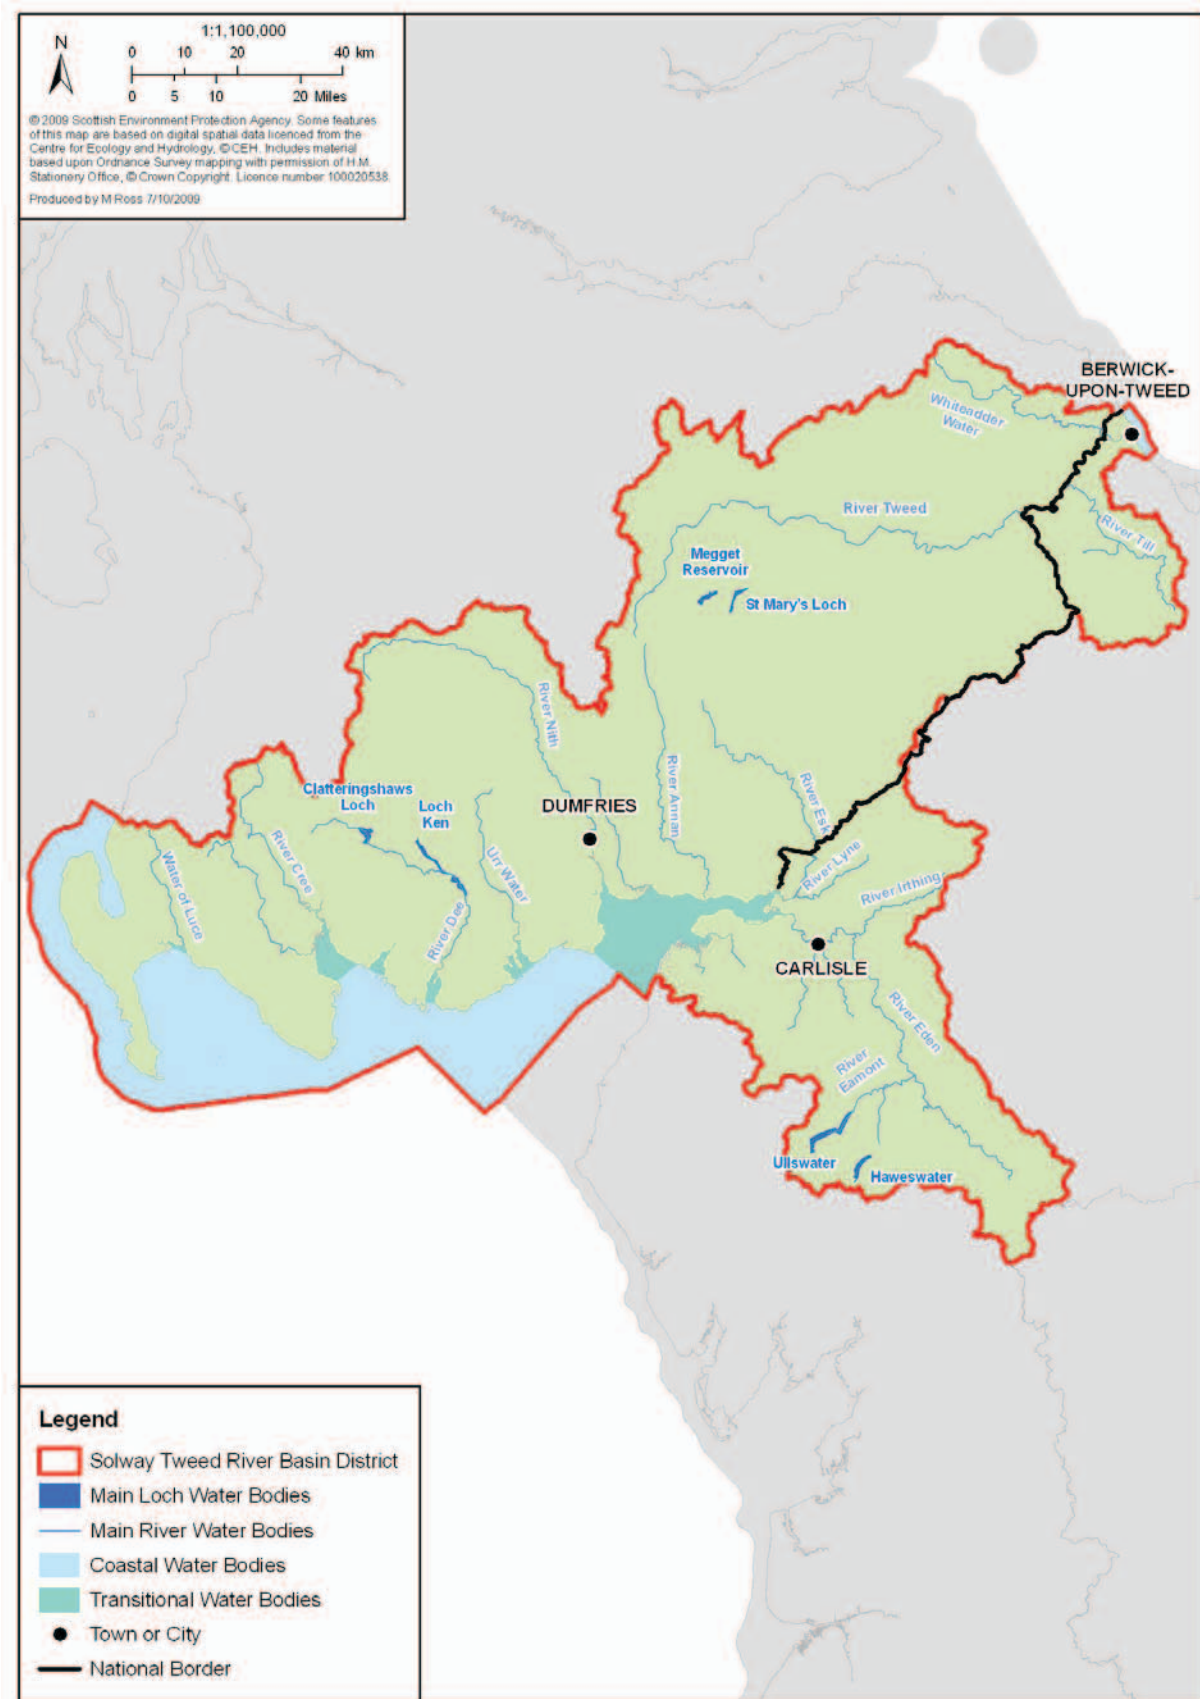 N
1:1,100,000
0 10 20 40 km
0 5 10 20 Miles
© 2009 Scottish Environment Protection Agency. Some features
of this map are based on digital spatial data licenced from the
Centre for Ecology and Hydrology, © CEH. Includes material
based upon Ordnance Survey mapping with permission of H.M.
Stationery Office, © Crown Copyright. Licence number 100020538.
Produced by M Ross 7/10/2009
BERWICK-
UPON-TWEED
Whiteadder
Water
River Tweed
River Till
Megget
Reservoir
St Mary's Loch
River Nith
River Annan
River Esk
Clatteringshaws
Loch
Loch
Ken
DUMFRIES
Water of Luce
River Cree
River Dee
Urr Water
River Lyne
River Irthing
CARLISLE
River Eden
River
Eamont
Ullswater
Haweswater
Legend
Solway Tweed River Basin District
Main Loch Water Bodies
Main River Water Bodies
Coastal Water Bodies
Transitional Water Bodies
Town or City
National Border